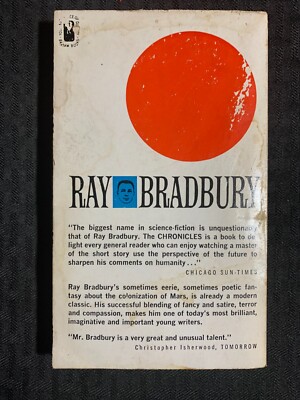 RAY BRADBURY
"The biggest name in science-fiction is unquestionally
that of Ray Bradbury. The CHRONICLES is a book to de
light every general reader who can enjoy watching a master
of the short story use the perspective of the future to
sharpen his comments on humanity..."
CHICAGO SUN-TIMES
Ray Bradbury's sometimes eerie, sometimes poetic fan-
tasy about the colonization of Mars, is already a modern
classic. His successful blending of fancy and satire, terror
and compassion, makes him one of today's most brilliant,
imaginative and important young writers.
"Mr. Bradbury is a very great and unusual talent."
Christopher Isherwood, TOMORROW